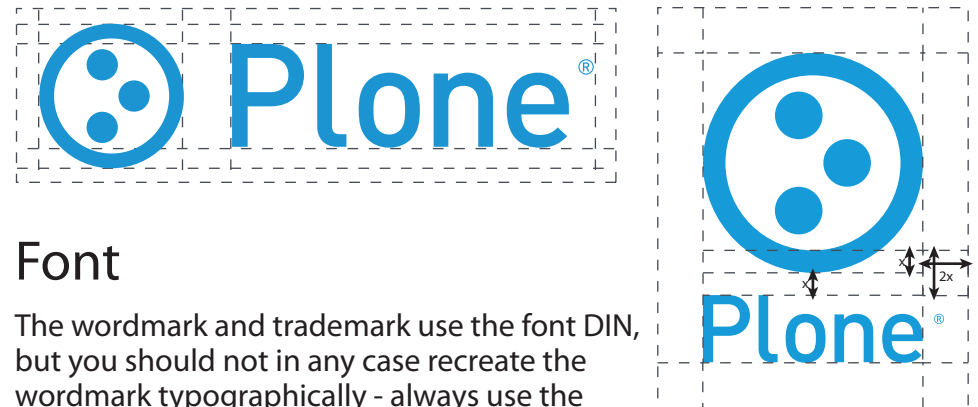 Plone®
Font
The wordmark and trademark use the font DIN,
but you should not in any case recreate the
wordmark typographically - always use the
x
x
2x
Plone®